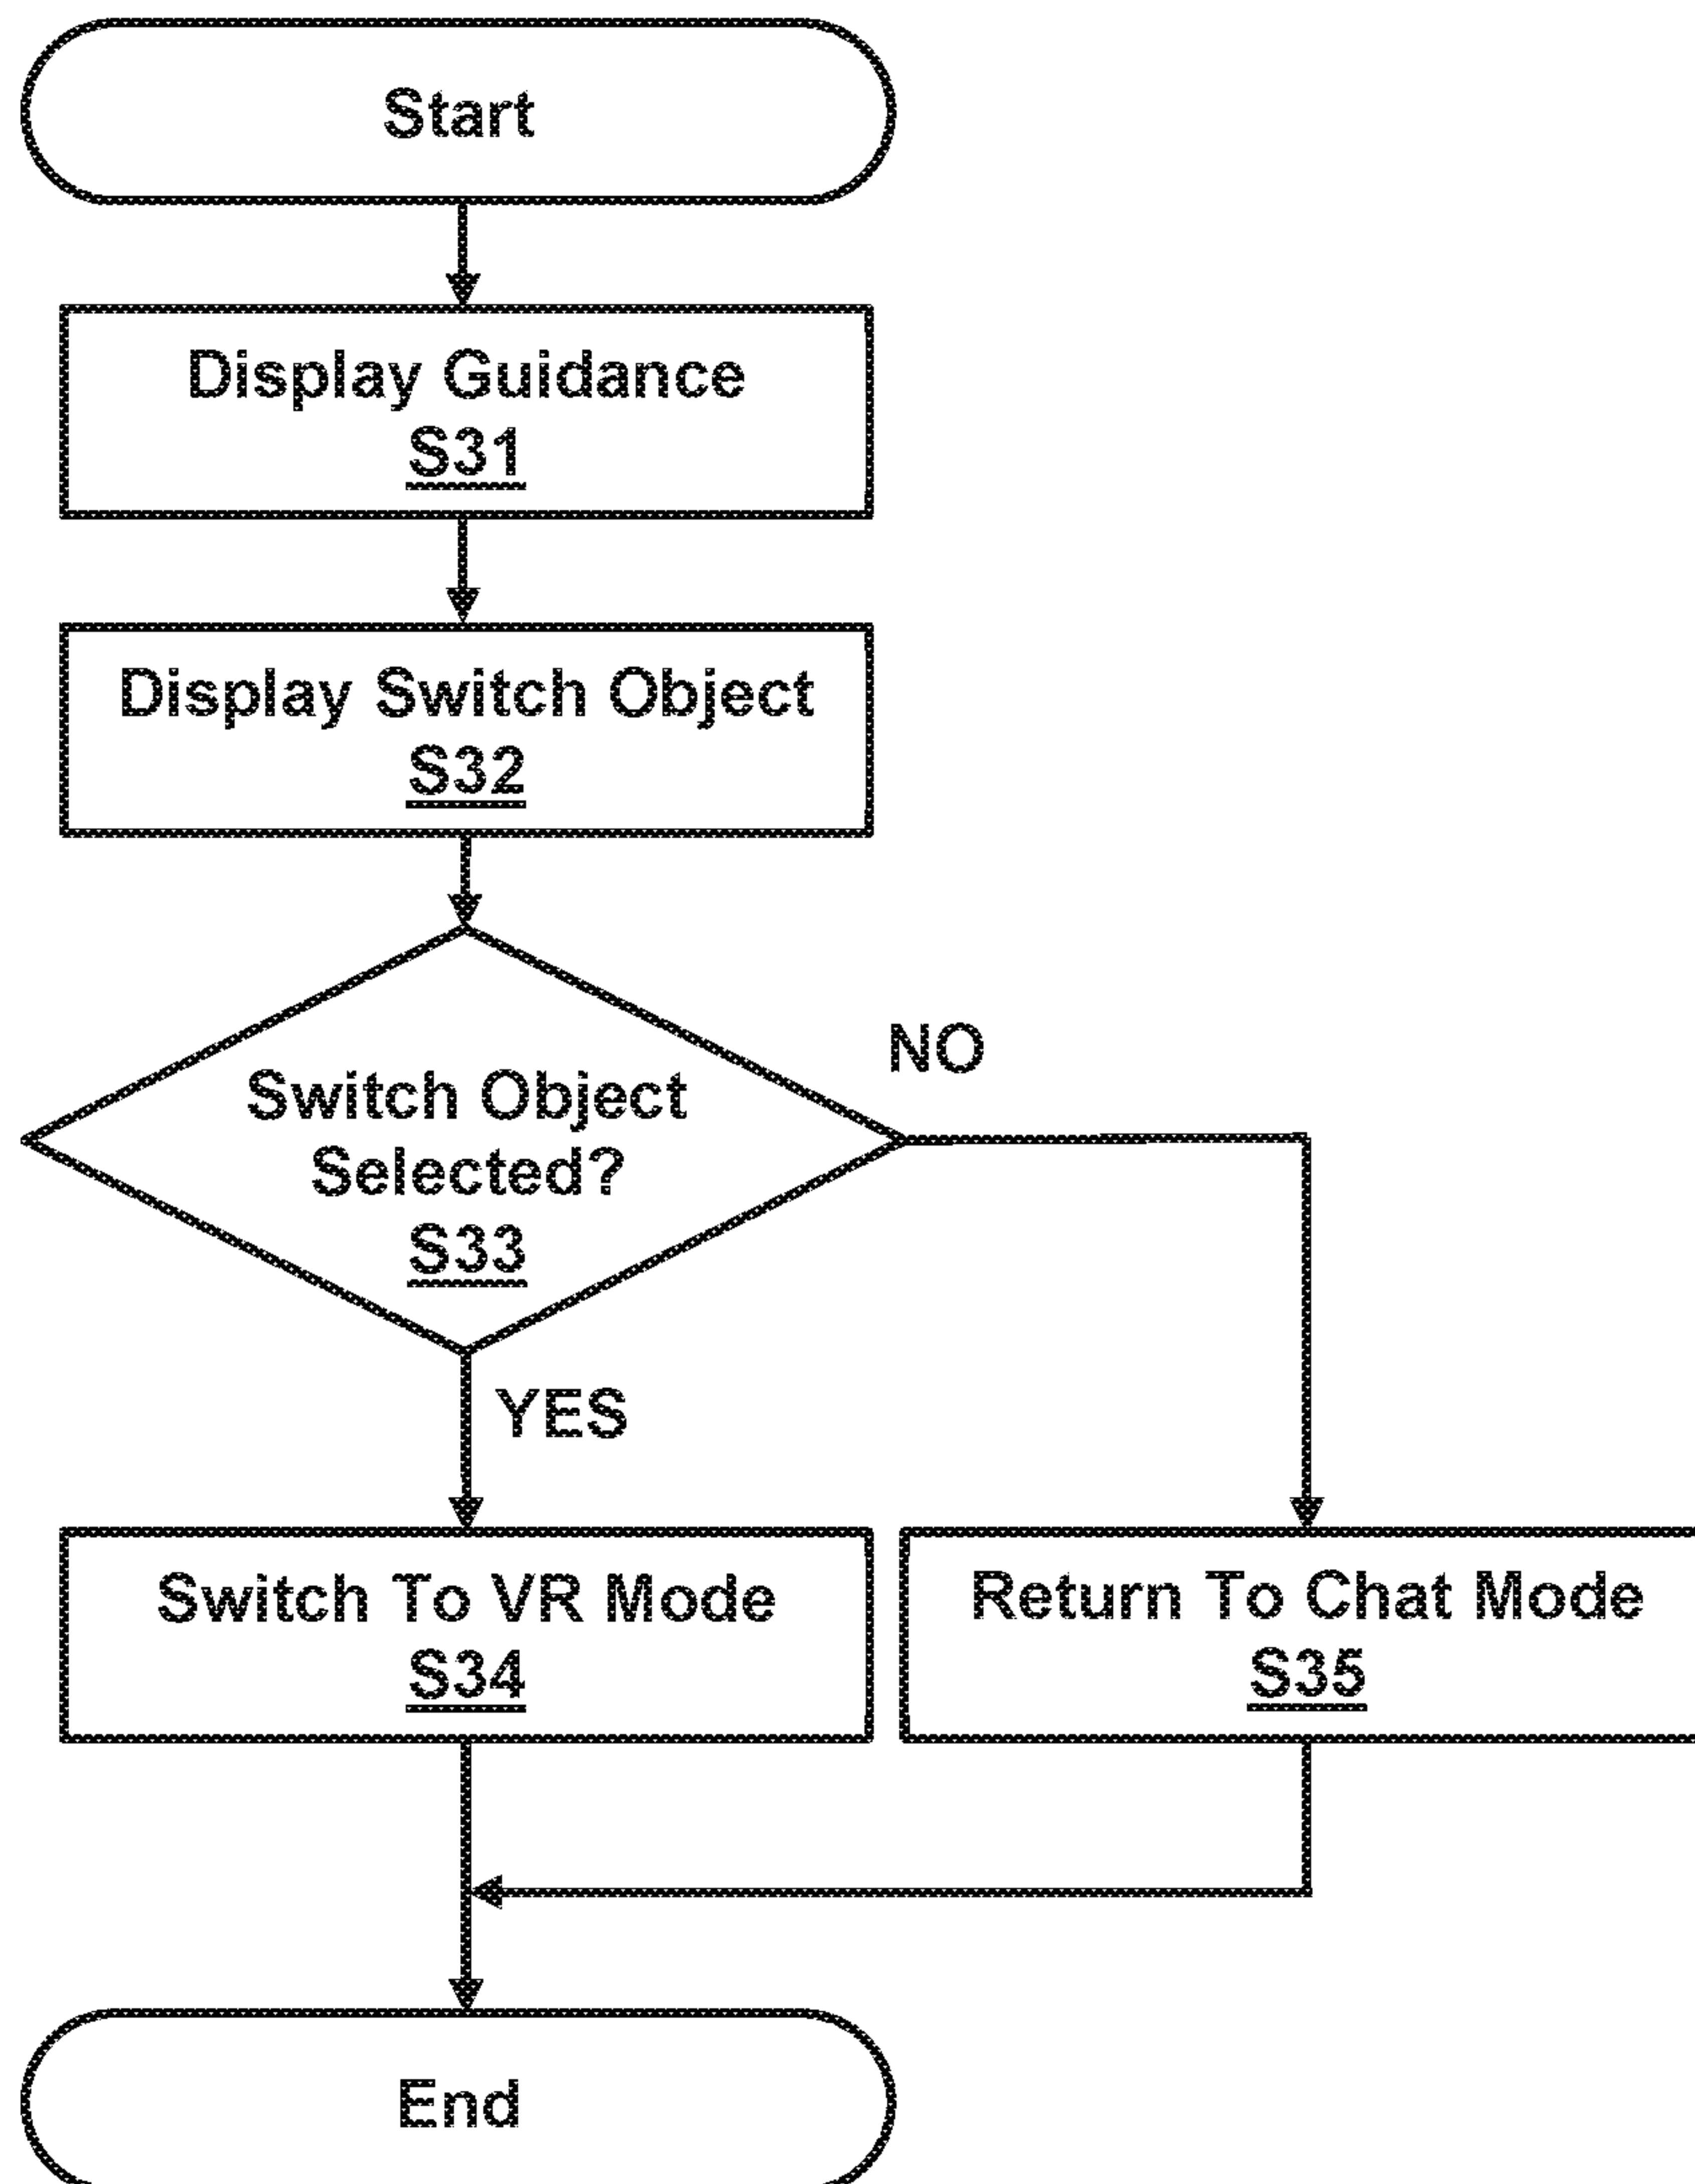 Start
Display Guidance
S31
Display Switch Object
S32
Switch Object
Selected?
S33
NO
YES
Switch To VR Mode
S34
Return To Chat Mode
S35
End